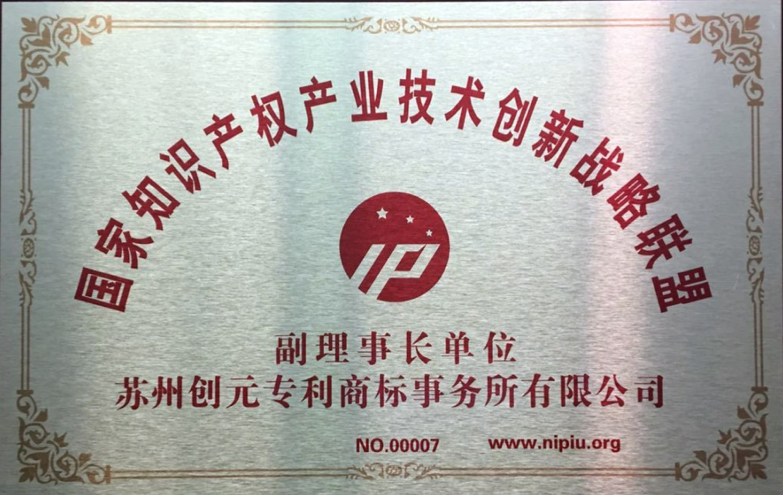 国家知识产权产业技术创新战略联盟
IP
副理事长单位
苏州创元专利商标事务所有限公司
NO.00007 www.nipiu.org